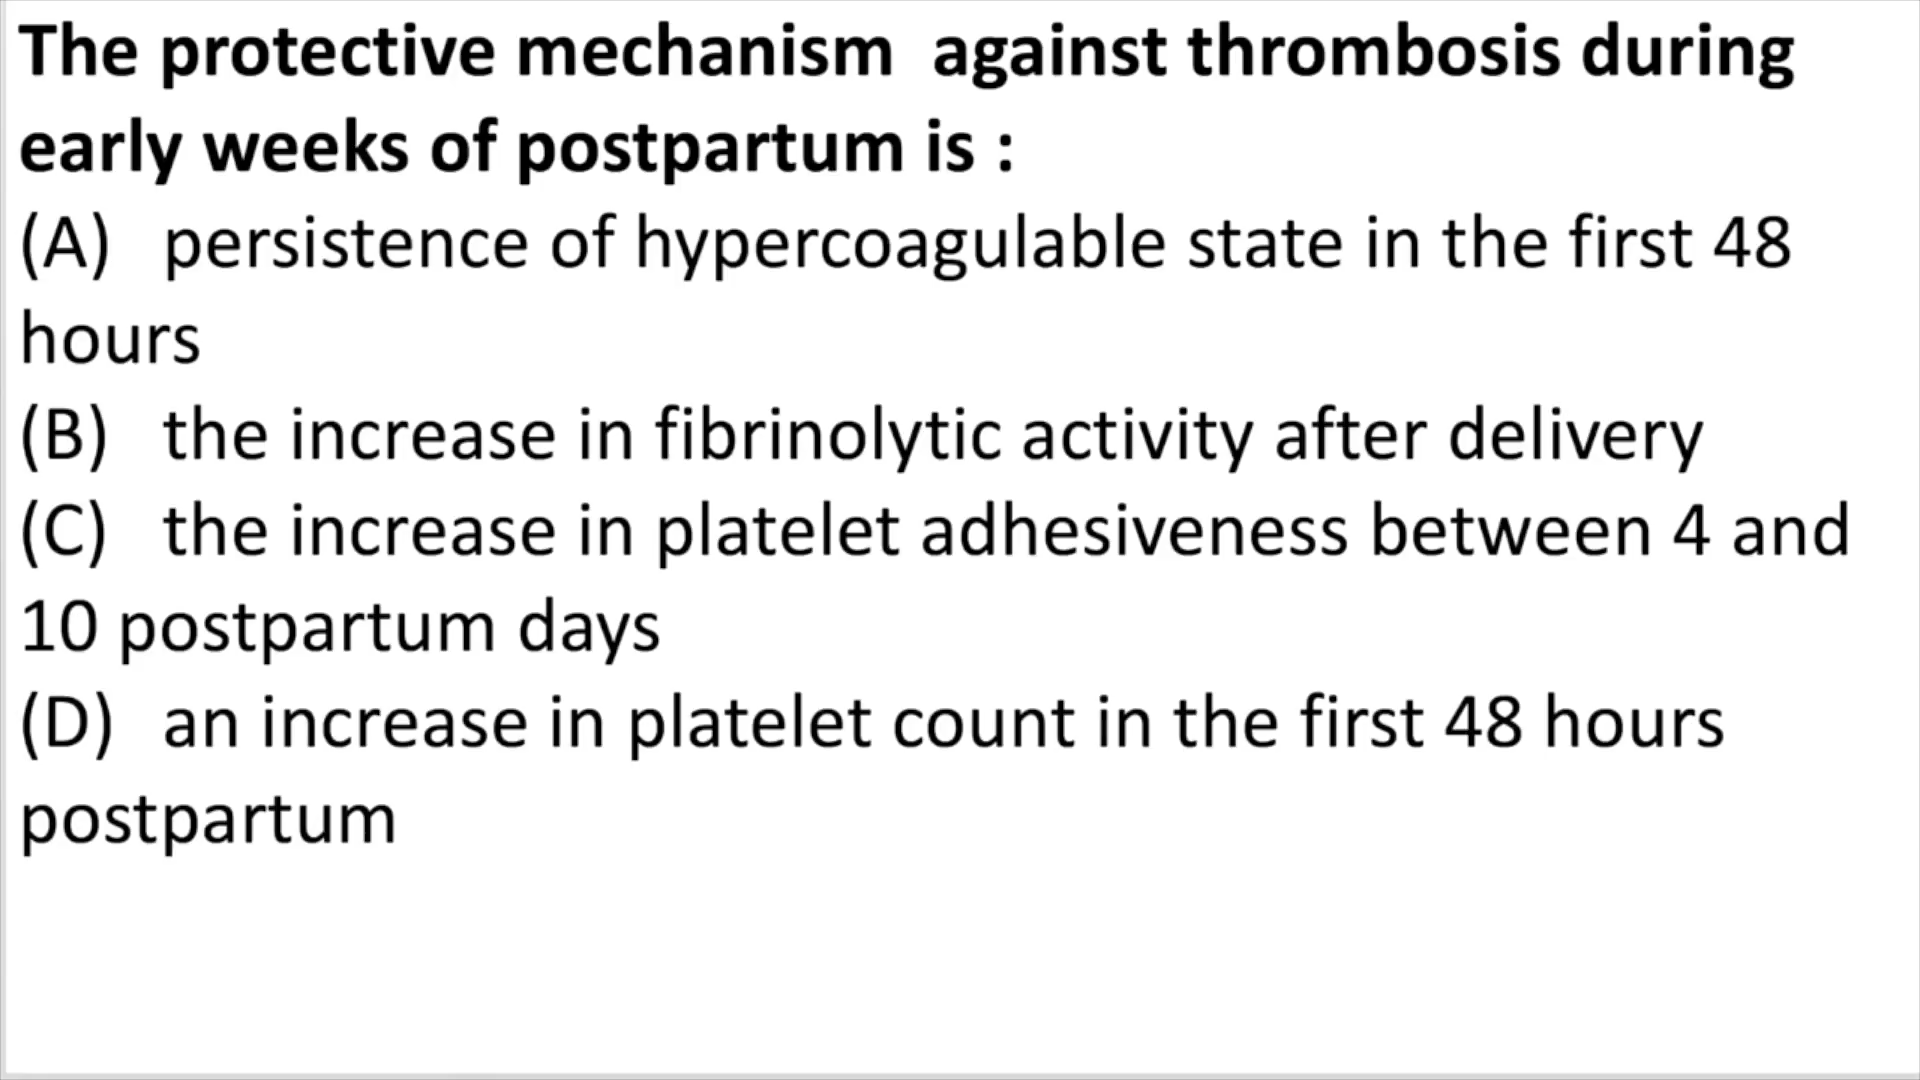 The protective mechanism  against thrombosis during
early weeks of postpartum is :
(A)   persistence of hypercoagulable state in the first 48
hours
(B)   the increase in fibrinolytic activity after delivery
(C)   the increase in platelet adhesiveness between 4 and
10 postpartum days
(D)   an increase in platelet count in the first 48 hours
postpartum